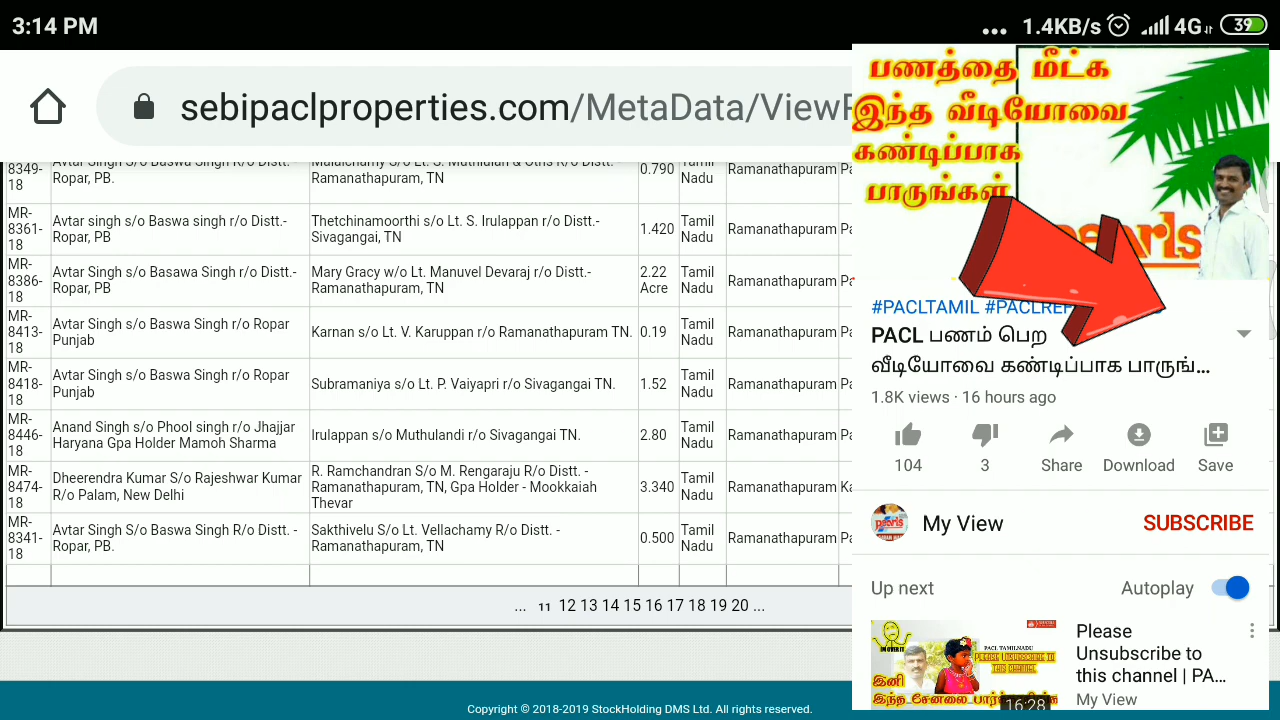 3:14 PM
... 1.4KB/s 4G 39
sebipaclproperties.com/MetaData/View
8349-
18
Ropar, PB.
Ramanathapuram, TN
0.790
Nadu
Ramanathapuram
MR-
8361-
18
Avtar singh s/o Baswa singh r/o Distt.-
Ropar, PB
Thetchinamoorthi s/o Lt. S. Irulappan r/o Distt.-
Sivagangai, TN
1.420
Tamil
Nadu
Ramanathapuram
MR-
8386-
18
Avtar Singh s/o Basawa Singh r/o Distt.-
Ropar, PB
Mary Gracy w/o Lt. Manuvel Devaraj r/o Distt.-
Ramanathapuram, TN
2.22
Acre
Tamil
Nadu
Ramanathapuram
MR-
8413-
18
Avtar Singh s/o Baswa Singh r/o Ropar
Punjab
Karnan s/o Lt. V. Karuppan r/o Ramanathapuram TN.
0.19
Tamil
Nadu
Ramanathapuram
MR-
8418-
18
Avtar Singh s/o Baswa Singh r/o Ropar
Punjab
Subramaniya s/o Lt. P. Vaiyapri r/o Sivagangai TN.
1.52
Tamil
Nadu
Ramanathapuram
MR-
8446-
18
Anand Singh s/o Phool singh r/o Jhajjar
Haryana Gpa Holder Mamoh Sharma
Irulappan s/o Muthulandi r/o Sivagangai TN.
2.80
Tamil
Nadu
Ramanathapuram
MR-
8474-
18
Dheerendra Kumar S/o Rajeshwar Kumar
R/o Palam, New Delhi
R. Ramchandran S/o M. Rengaraju R/o Distt. -
Ramanathapuram, TN, Gpa Holder - Mookkaiah
Thevar
3.340
Tamil
Nadu
Ramanathapuram
MR-
8341-
18
Avtar Singh S/o Baswa Singh R/o Distt. -
Ropar, PB.
Sakthivelu S/o Lt. Vellachamy R/o Distt. -
Ramanathapuram, TN
0.500
Tamil
Nadu
Ramanathapuram
... 11 12 13 14 15 16 17 18 19 20 ...
Copyright © 2018-2019 StockHolding DMS Ltd. All rights reserved.
பணத்தை மீட்க
இந்த வீடியோவை
கண்டிப்பாக
பாருங்கள்
pearls
#PACLTAMIL #PACLREF
PACL பணம் பெற
வீடியோவை கண்டிப்பாக பாருங்...
1.8K views · 16 hours ago
104 3 Share Download Save
My View SUBSCRIBE
Up next Autoplay
IM OVER IT
PACL TAMILNADU
PLEASE UNSUBSCRIBE TO
THIS CHANNEL
இனி
இந்த சேனலை
16:28
Please
Unsubscribe to
this channel | PA...
My View